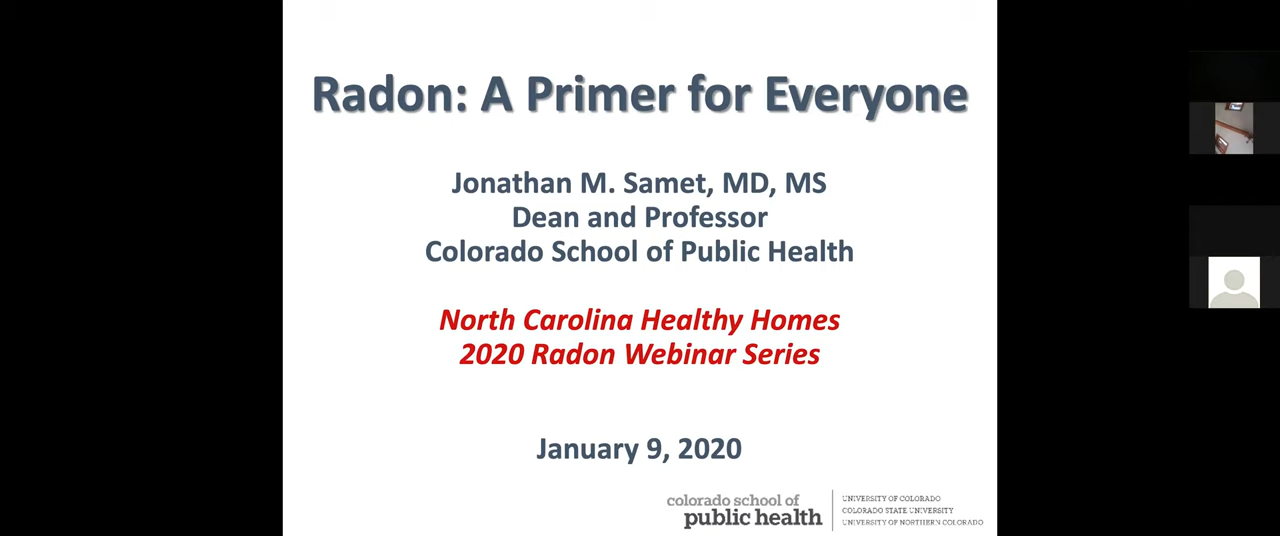 Radon: A Primer for Everyone
Jonathan M. Samet, MD, MS
Dean and Professor
Colorado School of Public Health
North Carolina Healthy Homes
2020 Radon Webinar Series
January 9, 2020
colorado school of
public health
UNIVERSITY OF COLORADO
COLORADO STATE UNIVERSITY
UNIVERSITY OF NORTHERN COLORADO